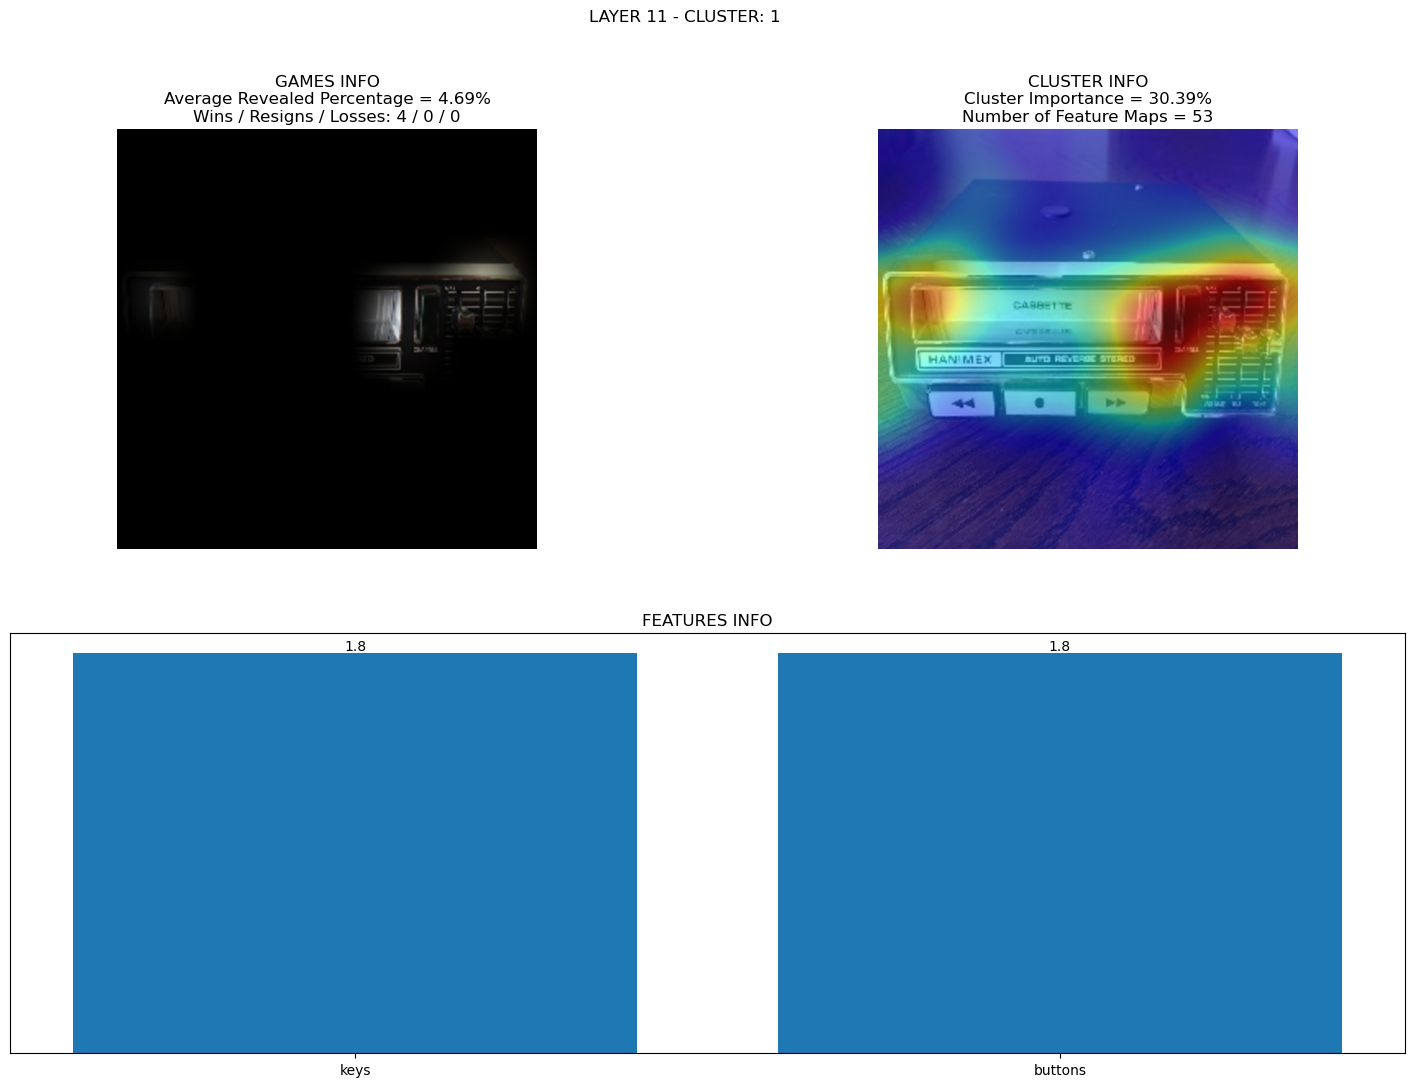 LAYER 11 - CLUSTER: 1
GAMES INFO
Average Revealed Percentage = 4.69%
Wins / Resigns / Losses: 4 / 0 / 0
CLUSTER INFO
Cluster Importance = 30.39%
Number of Feature Maps = 53
CASSETTE
HANIMEX
AUTO REVERSE STEREO
FEATURES INFO
1.8
1.8
keys
buttons